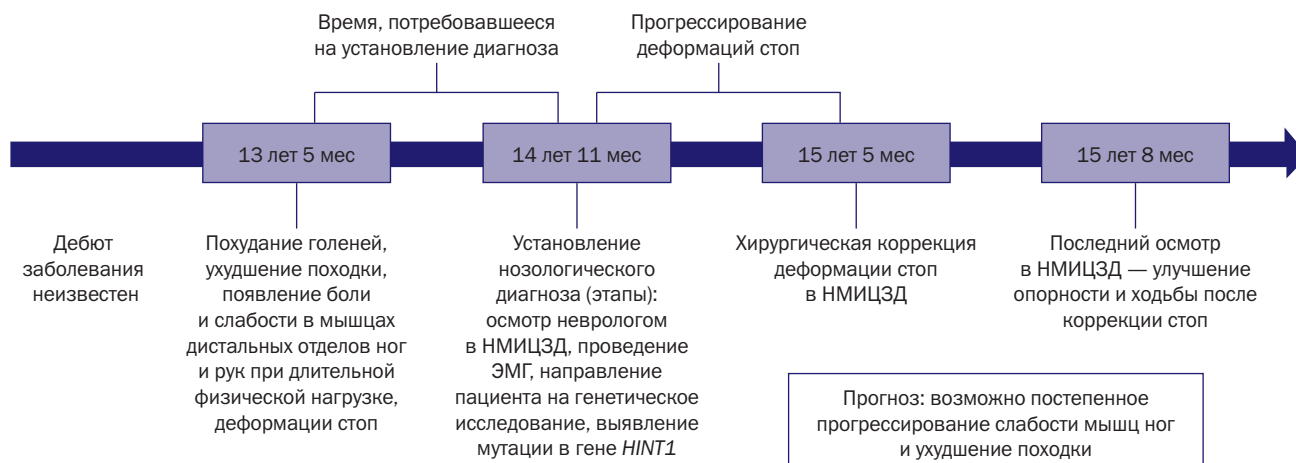 Время, потребовавшееся
на установление диагноза
Прогрессирование
деформаций стоп
13 лет 5 мес
14 лет 11 мес
15 лет 5 мес
15 лет 8 мес
Дебют
заболевания
неизвестен
Похудание голеней,
ухудшение походки,
появление боли
и слабости в мышцах
дистальных отделов ног
и рук при длительной
физической нагрузке,
деформации стоп
Установление
нозологического
диагноза (этапы):
осмотр неврологом
в НМИЦЗД, проведение
ЭМГ, направление
пациента на генетическое
исследование, выявление
мутации в гене HINT1
Хирургическая коррекция
деформации стоп
в НМИЦЗД
Последний осмотр
в НМИЦЗД — улучшение
опорности и ходьбы после
коррекции стоп
Прогноз: возможно постепенное
прогрессирование слабости мышц ног
и ухудшение походки